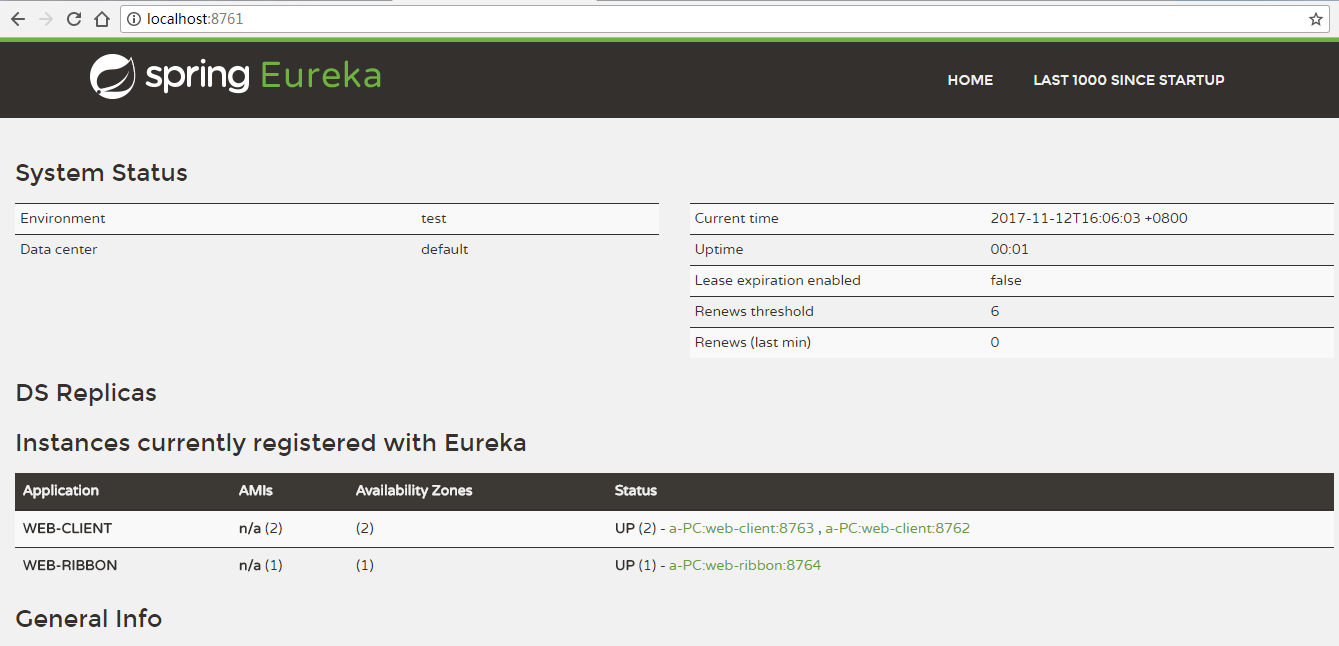 localhost:8761
spring Eureka
HOME LAST 1000 SINCE STARTUP
System Status
Environment test
Data center default
Current time 2017-11-12T16:06:03 +0800
Uptime 00:01
Lease expiration enabled false
Renews threshold 6
Renews (last min) 0
DS Replicas
Instances currently registered with Eureka
Application AMIs Availability Zones Status
WEB-CLIENT n/a (2) (2) UP (2) - a-PC:web-client:8763 , a-PC:web-client:8762
WEB-RIBBON n/a (1) (1) UP (1) - a-PC:web-ribbon:8764
General Info